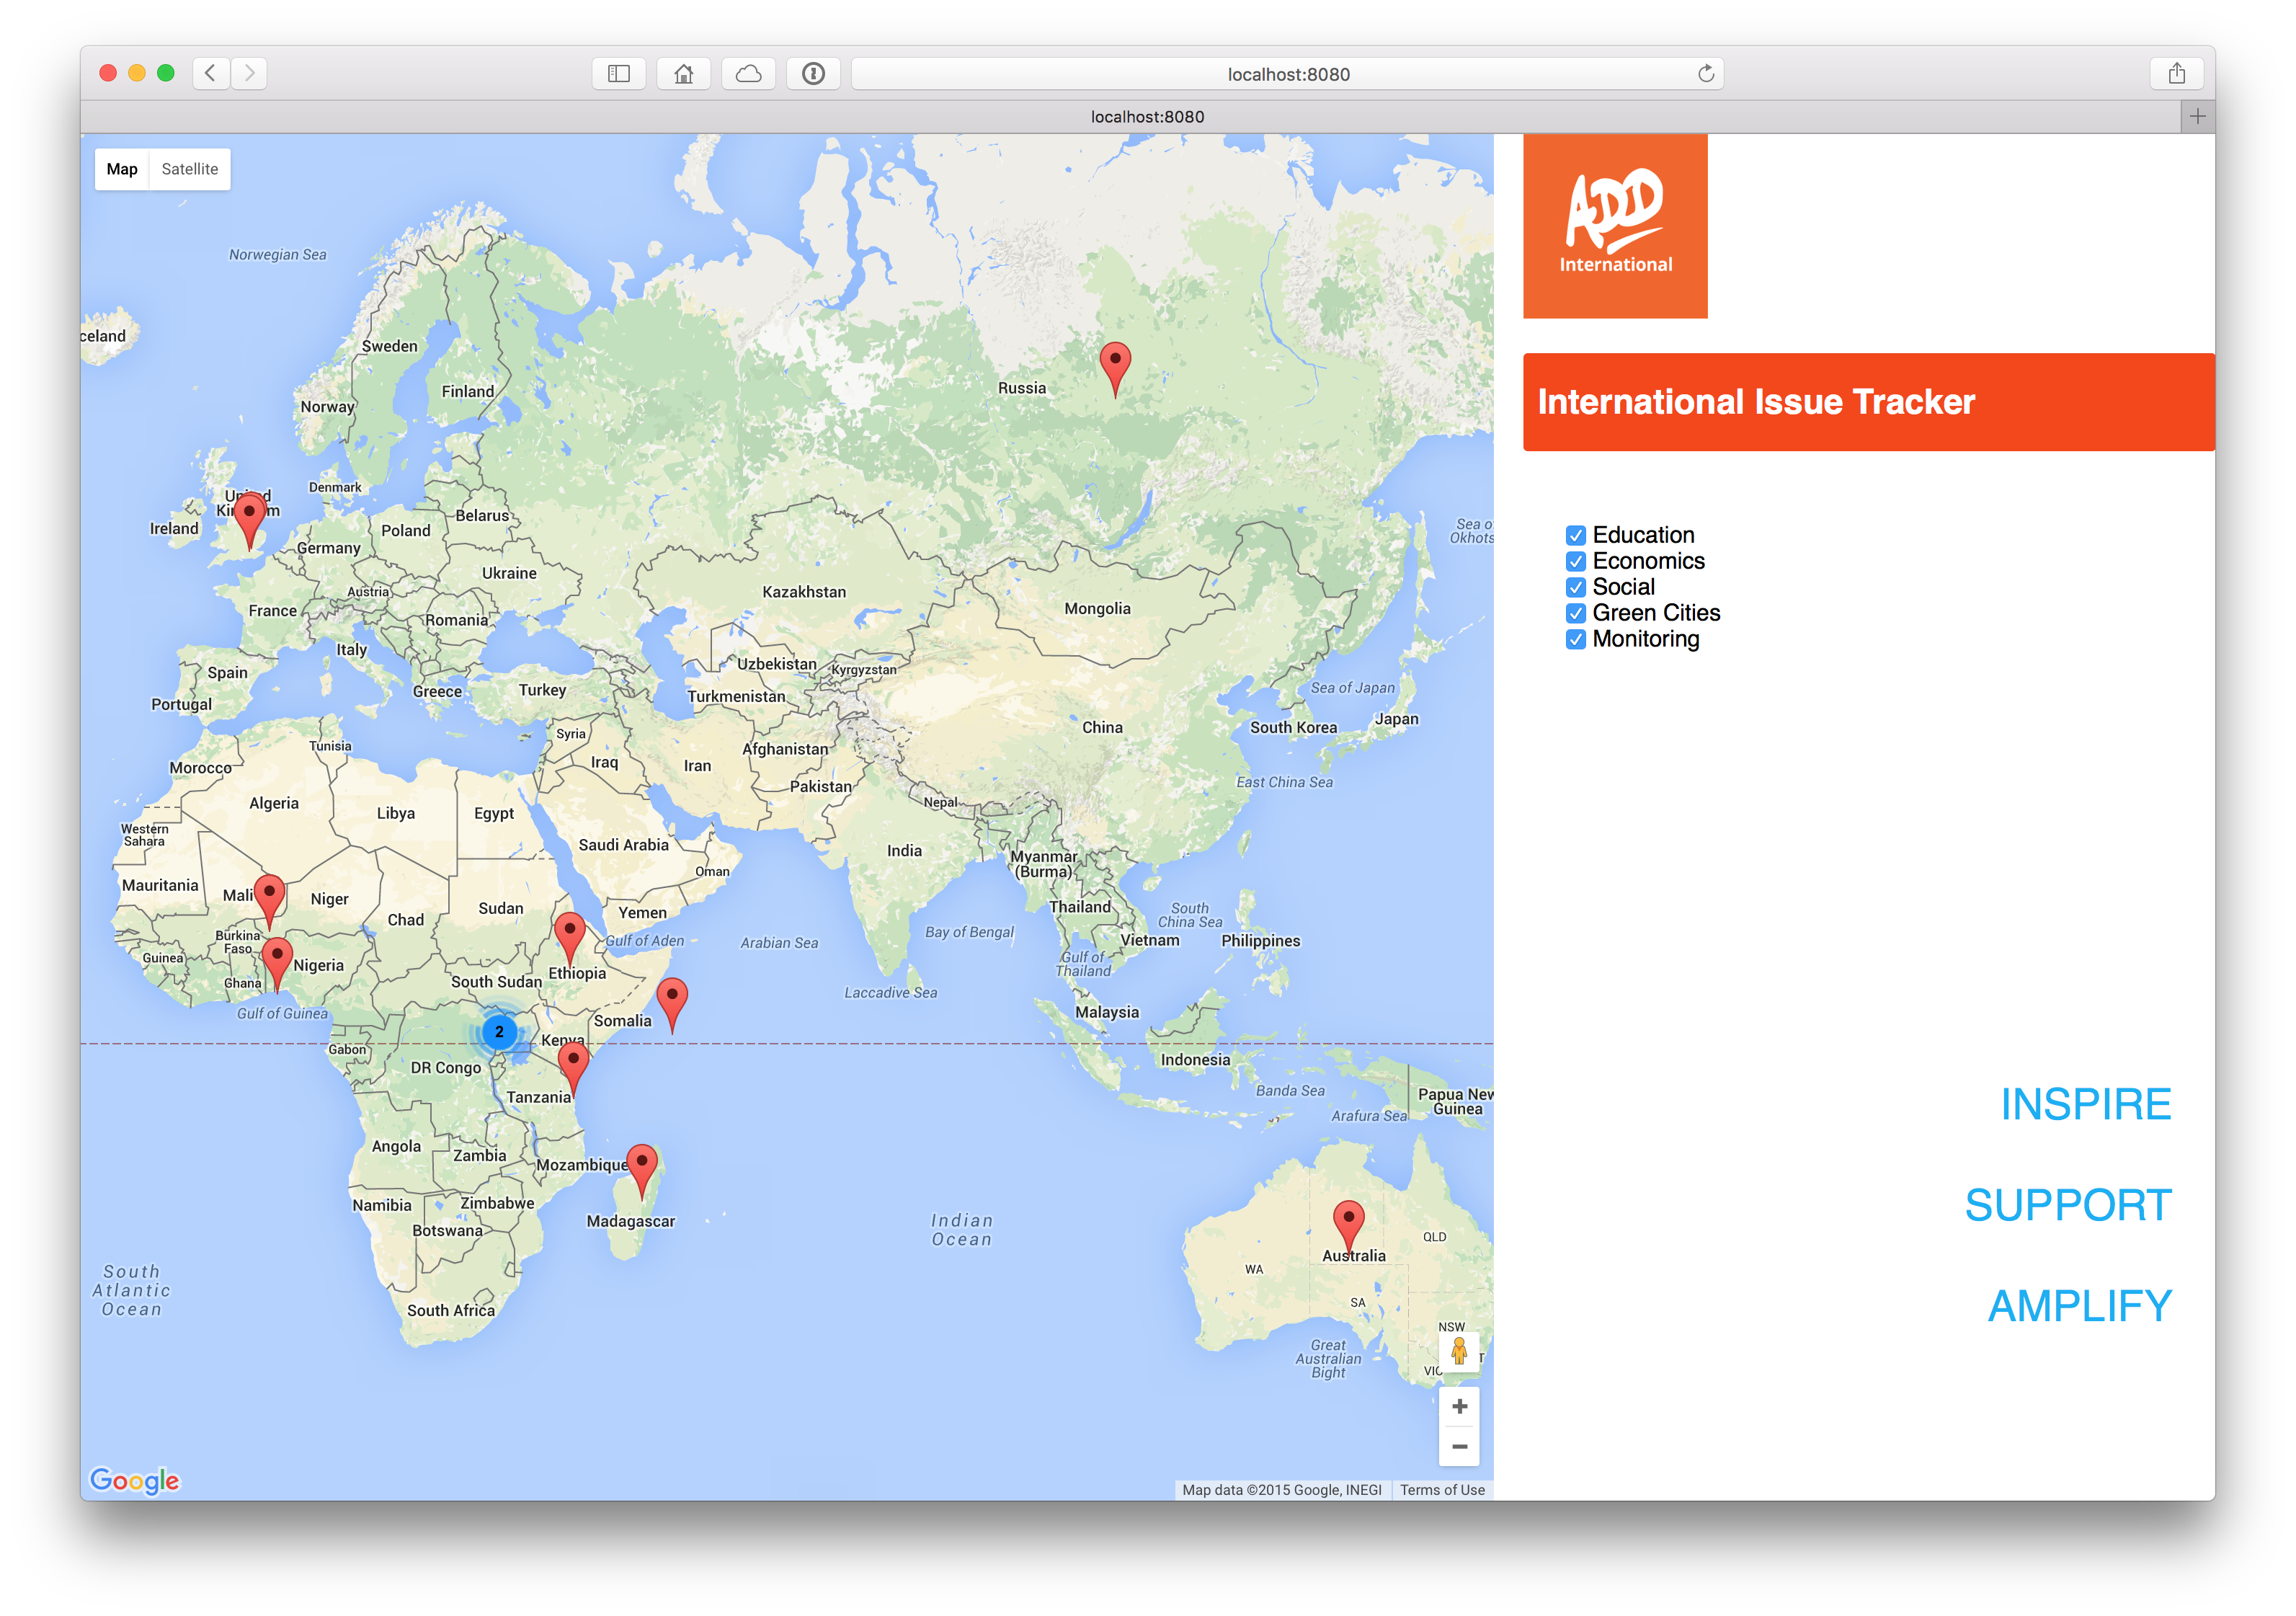 localhost:8080
localhost:8080
Map
Satellite
Norwegian Sea
celand
Sweden
Finland
Norway
Russia
Denmark
Ireland
Belarus
Poland
Germany
Sea o
Okhots
Ukraine
Kazakhstan
Austria
France
Mongolia
Romania
Italy
Uzbekistan
Kyrgyzstan
Spain
Greece
Turkey
Turkmenistan
Sea of Japan
Portugal
Japan
South Korea
China
Syria
Tunisia
Afghanistan
Iraq
Iran
Morocco
Pakistan
East China Sea
Nepal
Algeria
Libya
Egypt
Western
Sahara
Saudi Arabia
India
Myanmar
(Burma)
Oman
Mauritania
Mali
Niger
Chad
Sudan
Yemen
Thailand
South
China Sea
Burkina
Faso
Gulf of Aden
Arabian Sea
Bay of Bengal
Vietnam
Philippines
Guinea
Nigeria
Ethiopia
Gulf of
Thailand
Ghana
South Sudan
Laccadive Sea
Gulf of Guinea
Somalia
Malaysia
2
Kenya
Gabon
Indonesia
DR Congo
Tanzania
Banda Sea
Papua New
Guinea
Arafura Sea
Angola
Zambia
Mozambique
Namibia
Zimbabwe
Madagascar
Botswana
Indian
Ocean
QLD
Australia
WA
South
Atlantic
Ocean
SA
South Africa
NSW
Great
Australian
Bight
VIC
T
+
−
Google
Map data ©2015 Google, INEGI
Terms of Use
ADD
International
International Issue Tracker
Education
Economics
Social
Green Cities
Monitoring
INSPIRE
SUPPORT
AMPLIFY